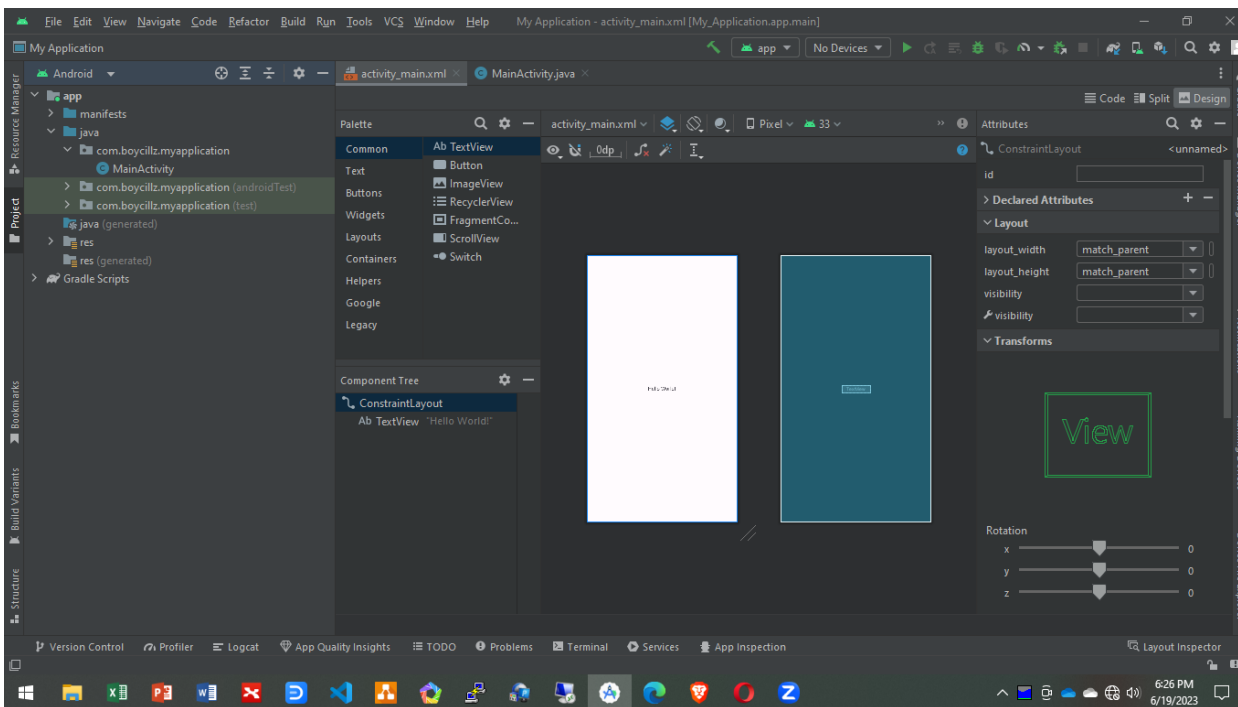 File Edit View Navigate Code Refactor Build Run Tools VCS Window Help My Application - activity_main.xml [My_Application.app.main]
My Application
app
No Devices
Android
activity_main.xml
MainActivity.java
Code Split Design
Resource Manager
Project
Bookmarks
Build Variants
Structure
app
manifests
java
com.boycillz.myapplication
MainActivity
com.boycillz.myapplication (androidTest)
com.boycillz.myapplication (test)
java (generated)
res
res (generated)
Gradle Scripts
Palette
Common
Text
Buttons
Widgets
Layouts
Containers
Helpers
Google
Legacy
Ab TextView
Button
ImageView
RecyclerView
FragmentCo...
ScrollView
Switch
Component Tree
ConstraintLayout
Ab TextView "Hello World!"
activity_main.xml
Pixel
33
0dp
Hello World!
TextView
Attributes
ConstraintLayout <unnamed>
id
Declared Attributes
Layout
layout_width match_parent
layout_height match_parent
visibility
visibility
Transforms
View
Rotation
x 0
y 0
z 0
Version Control Profiler Logcat App Quality Insights TODO Problems Terminal Services App Inspection Layout Inspector
6:26 PM
6/19/2023